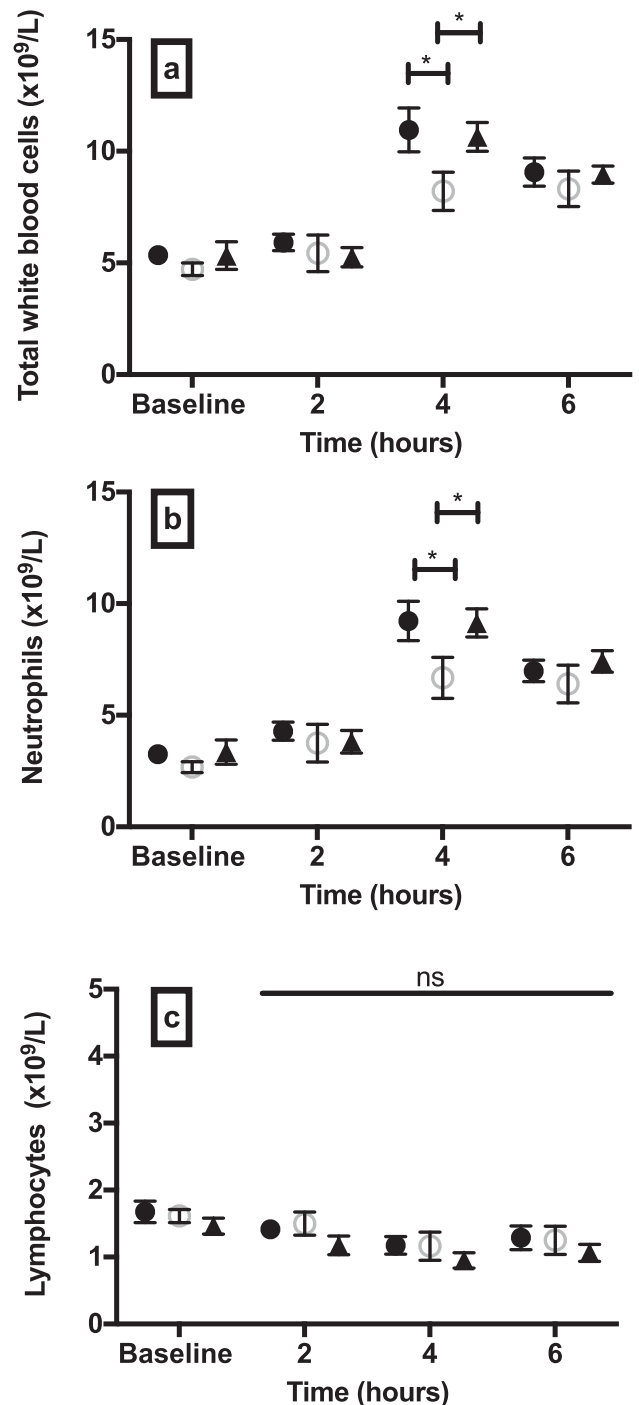 Total white blood cells (x10⁹/L)
15
10
5
0
a
*
*
Baseline 2 4 6
Time (hours)
Neutrophils (x10⁹/L)
15
10
5
0
b
*
*
Baseline 2 4 6
Time (hours)
Lymphocytes (x10⁹/L)
5
4
3
2
1
0
c
ns
Baseline 2 4 6
Time (hours)